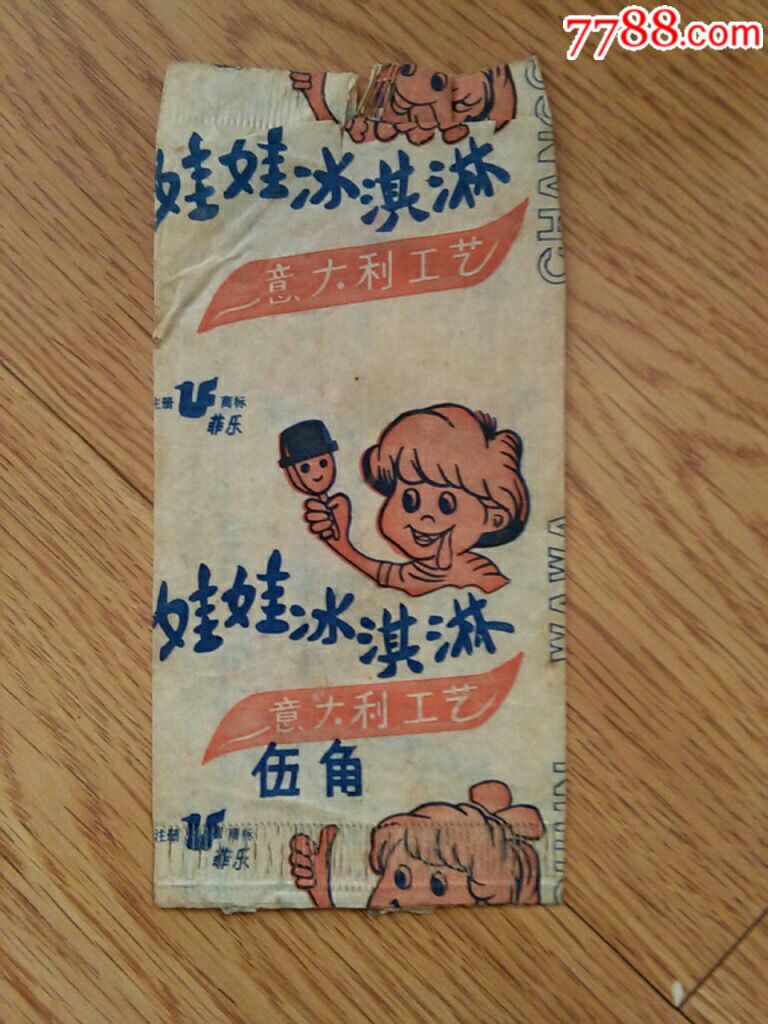 7788.com
娃娃冰淇淋
意大利工艺
CHANGC
注册 商标
菲乐
娃娃冰淇淋
WAWA
意大利工艺
伍角
注册 商标
菲乐